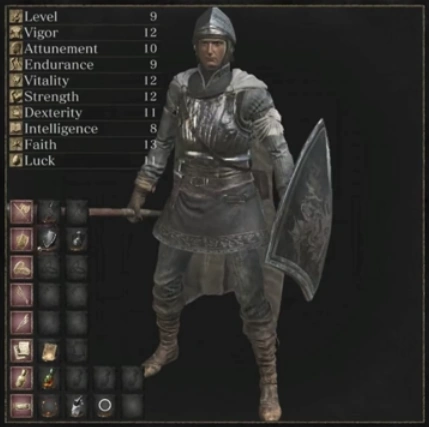 Level 9
Vigor 12
Attunement 10
Endurance 9
Vitality 12
Strength 12
Dexterity 11
Intelligence 8
Faith 13
Luck 11